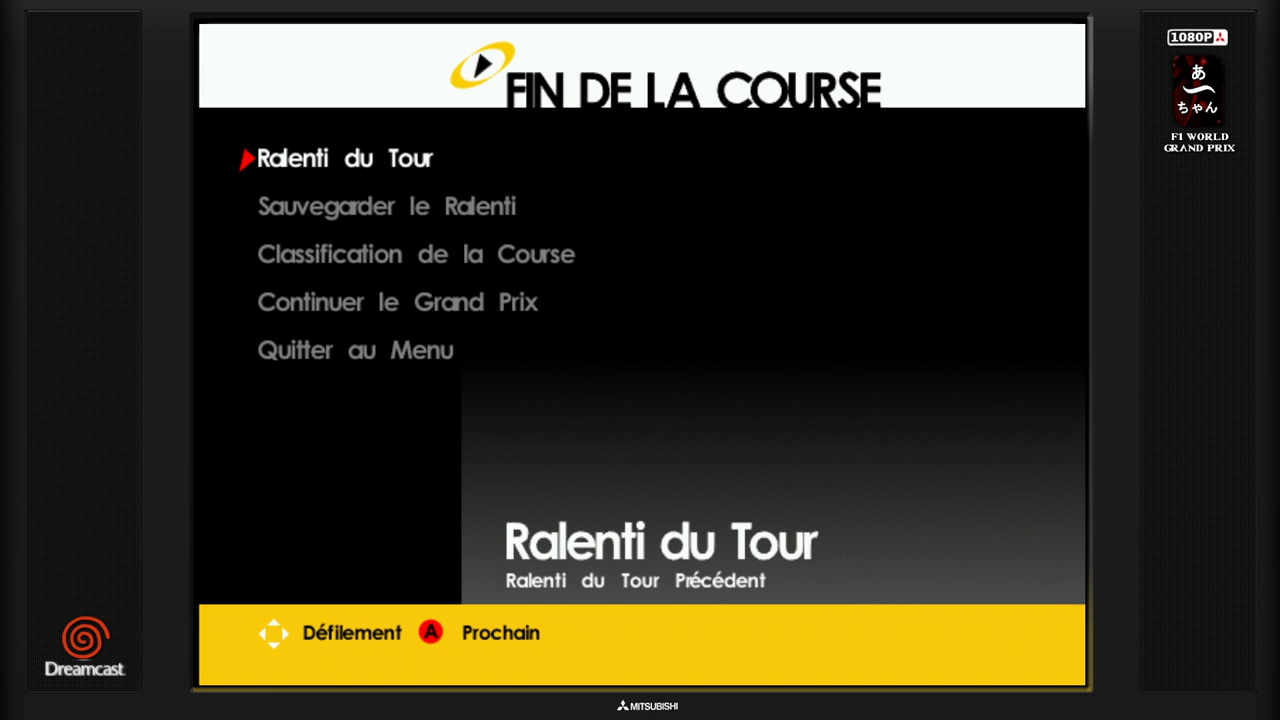 FIN DE LA COURSE
Ralenti du Tour
Sauvegarder le Ralenti
Classification de la Course
Continuer le Grand Prix
Quitter au Menu
Ralenti du Tour
Ralenti du Tour Précédent
Défilement A Prochain
1080P
あ
ー
ちゃん
F1 WORLD
GRAND PRIX
Dreamcast
MITSUBISHI